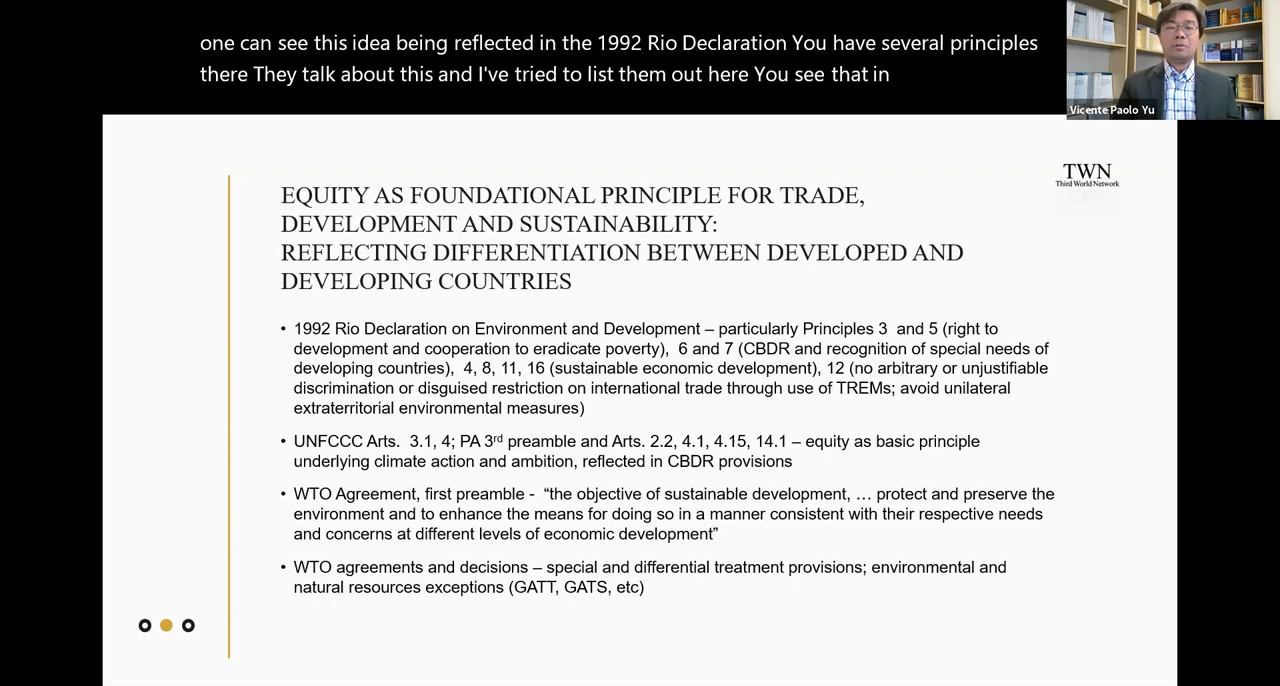 one can see this idea being reflected in the 1992 Rio Declaration You have several principles
there They talk about this and I've tried to list them out here You see that in
Vicente Paolo Yu
TWN
Third World Network
EQUITY AS FOUNDATIONAL PRINCIPLE FOR TRADE,
DEVELOPMENT AND SUSTAINABILITY:
REFLECTING DIFFERENTIATION BETWEEN DEVELOPED AND
DEVELOPING COUNTRIES
• 1992 Rio Declaration on Environment and Development – particularly Principles 3 and 5 (right to
development and cooperation to eradicate poverty), 6 and 7 (CBDR and recognition of special needs of
developing countries), 4, 8, 11, 16 (sustainable economic development), 12 (no arbitrary or unjustifiable
discrimination or disguised restriction on international trade through use of TREMs; avoid unilateral
extraterritorial environmental measures)
• UNFCCC Arts. 3.1, 4; PA 3rd preamble and Arts. 2.2, 4.1, 4.15, 14.1 – equity as basic principle
underlying climate action and ambition, reflected in CBDR provisions
• WTO Agreement, first preamble - “the objective of sustainable development, … protect and preserve the
environment and to enhance the means for doing so in a manner consistent with their respective needs
and concerns at different levels of economic development”
• WTO agreements and decisions – special and differential treatment provisions; environmental and
natural resources exceptions (GATT, GATS, etc)